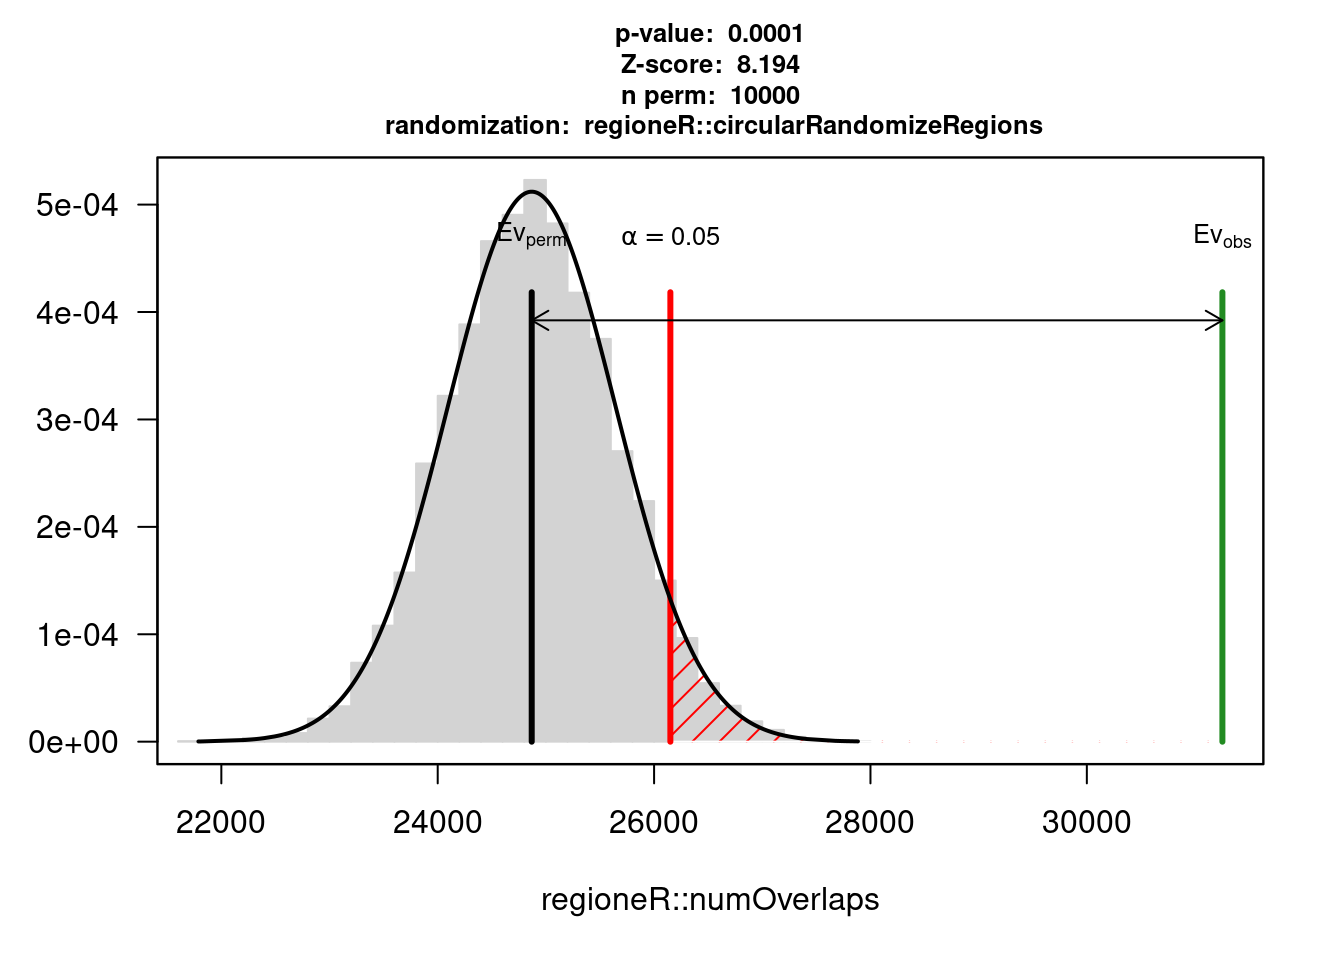 p-value: 0.0001
Z-score: 8.194
n perm: 10000
randomization: regioneR::circularRandomizeRegions
5e-04
4e-04
3e-04
2e-04
1e-04
0e+00
Evperm
α = 0.05
Evobs
22000 24000 26000 28000 30000
regioneR::numOverlaps